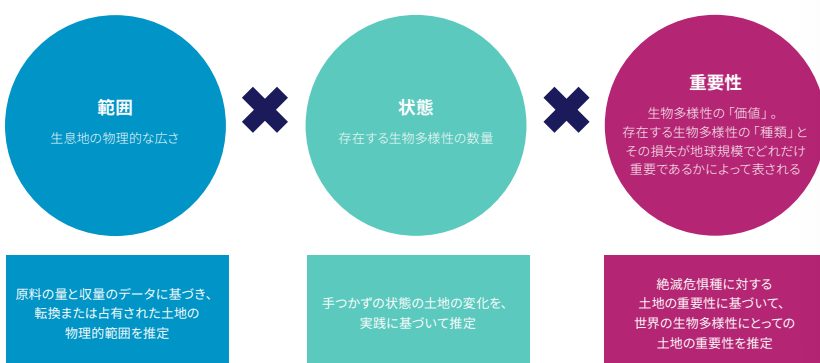 範囲
生息地の物理的な広さ
状態
存在する生物多様性の数量
重要性
生物多様性の「価値」。
存在する生物多様性の「種類」と
その損失が地球規模でどれだけ
重要であるかによって表される
原料の量と収量のデータに基づき、
転換または占有された土地の
物理的範囲を推定
手つかずの状態の土地の変化を、
実践に基づいて推定
絶滅危惧種に対する
土地の重要性に基づいて、
世界の生物多様性にとっての
土地の重要性を推定